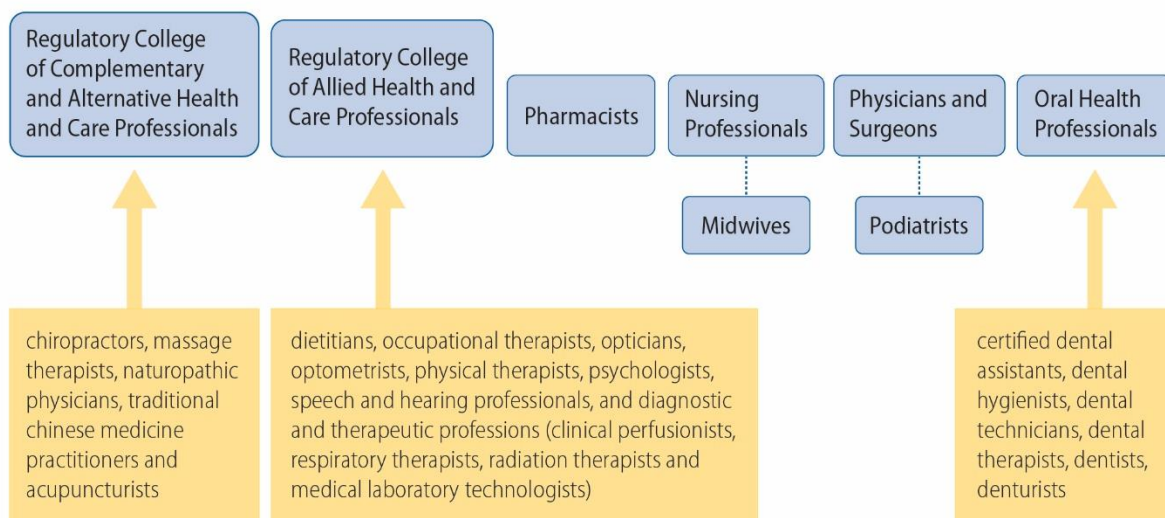 Regulatory College
of Complementary
and Alternative Health
and Care Professionals
Regulatory College
of Allied Health and
Care Professionals
Pharmacists
Nursing
Professionals
Physicians and
Surgeons
Oral Health
Professionals
Midwives
Podiatrists
chiropractors, massage
therapists, naturopathic
physicians, traditional
chinese medicine
practitioners and
acupuncturists
dietitians, occupational therapists, opticians,
optometrists, physical therapists, psychologists,
speech and hearing professionals, and diagnostic
and therapeutic professions (clinical perfusionists,
respiratory therapists, radiation therapists and
medical laboratory technologists)
certified dental
assistants, dental
hygienists, dental
technicians, dental
therapists, dentists,
denturists